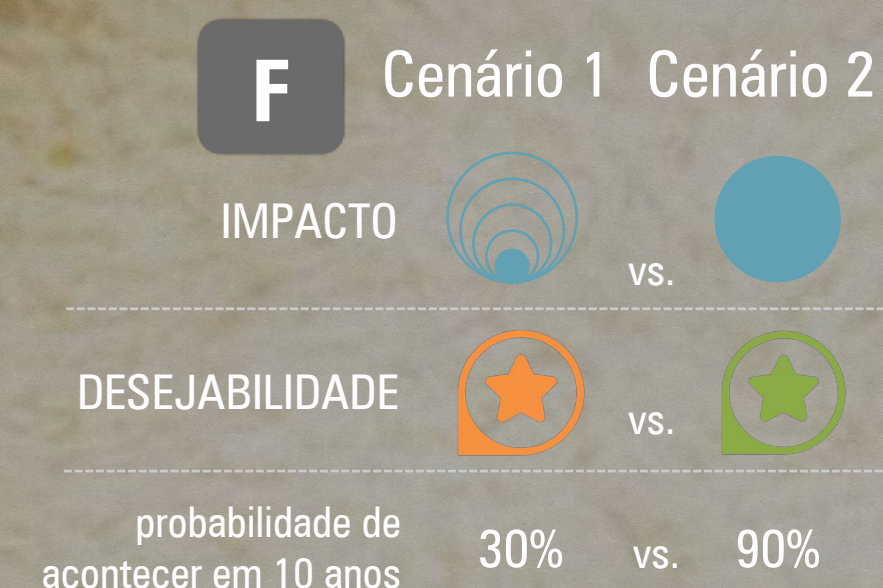 F Cenário 1 Cenário 2
IMPACTO vs.
DESEJABILIDADE vs.
probabilidade de
acontecer em 10 anos 30% vs. 90%